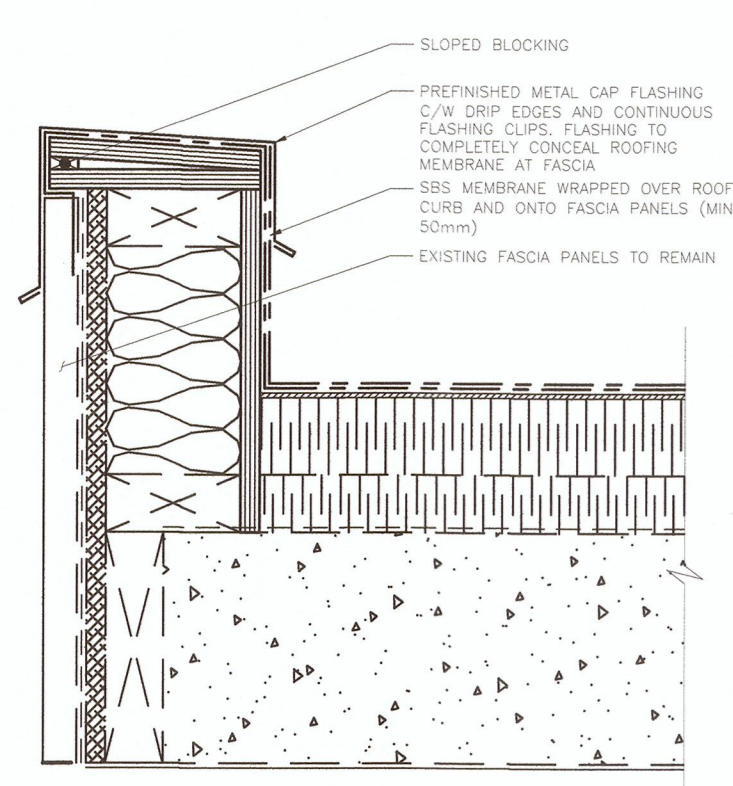 SLOPED BLOCKING
PREFINISHED METAL CAP FLASHING
C/W DRIP EDGES AND CONTINUOUS
FLASHING CLIPS. FLASHING TO
COMPLETELY CONCEAL ROOFING
MEMBRANE AT FASCIA
SBS MEMBRANE WRAPPED OVER ROOF
CURB AND ONTO FASCIA PANELS (MIN
50mm)
EXISTING FASCIA PANELS TO REMAIN